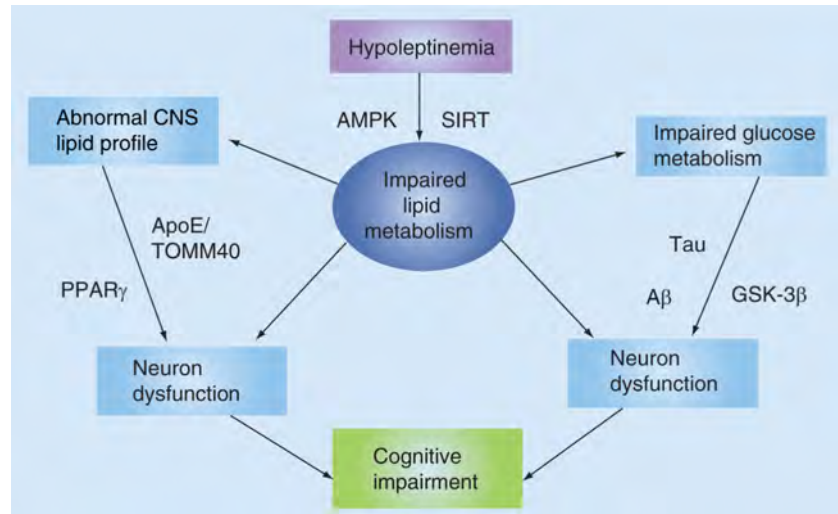 Hypoleptinemia
AMPK SIRT
Abnormal CNS
lipid profile
Impaired
lipid
metabolism
Impaired glucose
metabolism
ApoE/
TOMM40
PPARγ
Tau
Aβ
GSK-3β
Neuron
dysfunction
Neuron
dysfunction
Cognitive
impairment